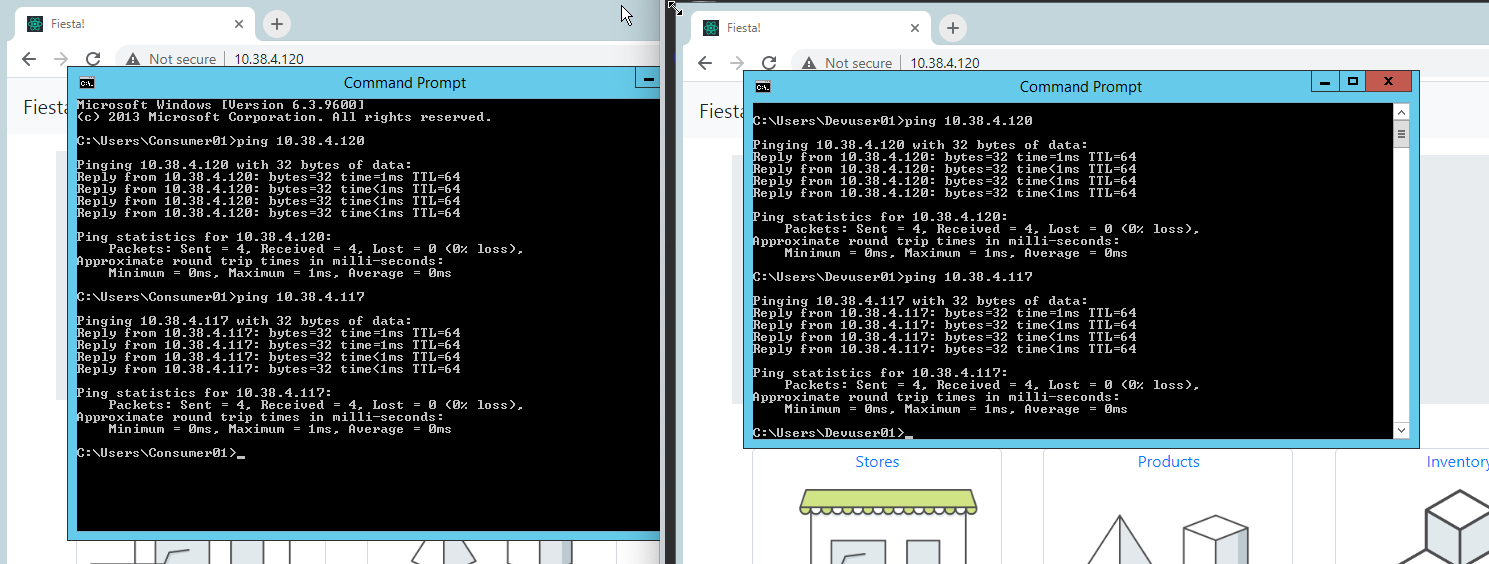 Fiesta!
Not secure
10.38.4.120
Fiesta
Command Prompt
Microsoft Windows [Version 6.3.9600]
(c) 2013 Microsoft Corporation. All rights reserved.
C:\Users\Consumer01>ping 10.38.4.120
Pinging 10.38.4.120 with 32 bytes of data:
Reply from 10.38.4.120: bytes=32 time=1ms TTL=64
Reply from 10.38.4.120: bytes=32 time<1ms TTL=64
Reply from 10.38.4.120: bytes=32 time<1ms TTL=64
Reply from 10.38.4.120: bytes=32 time<1ms TTL=64
Ping statistics for 10.38.4.120:
Packets: Sent = 4, Received = 4, Lost = 0 (0% loss),
Approximate round trip times in milli-seconds:
Minimum = 0ms, Maximum = 1ms, Average = 0ms
C:\Users\Consumer01>ping 10.38.4.117
Pinging 10.38.4.117 with 32 bytes of data:
Reply from 10.38.4.117: bytes=32 time=1ms TTL=64
Reply from 10.38.4.117: bytes=32 time=1ms TTL=64
Reply from 10.38.4.117: bytes=32 time<1ms TTL=64
Reply from 10.38.4.117: bytes=32 time<1ms TTL=64
Ping statistics for 10.38.4.117:
Packets: Sent = 4, Received = 4, Lost = 0 (0% loss),
Approximate round trip times in milli-seconds:
Minimum = 0ms, Maximum = 1ms, Average = 0ms
C:\Users\Consumer01>_
Fiesta!
Not secure
10.38.4.120
Fiesta
Command Prompt
C:\Users\Devuser01>ping 10.38.4.120
Pinging 10.38.4.120 with 32 bytes of data:
Reply from 10.38.4.120: bytes=32 time=1ms TTL=64
Reply from 10.38.4.120: bytes=32 time<1ms TTL=64
Reply from 10.38.4.120: bytes=32 time<1ms TTL=64
Reply from 10.38.4.120: bytes=32 time<1ms TTL=64
Ping statistics for 10.38.4.120:
Packets: Sent = 4, Received = 4, Lost = 0 (0% loss),
Approximate round trip times in milli-seconds:
Minimum = 0ms, Maximum = 1ms, Average = 0ms
C:\Users\Devuser01>ping 10.38.4.117
Pinging 10.38.4.117 with 32 bytes of data:
Reply from 10.38.4.117: bytes=32 time=1ms TTL=64
Reply from 10.38.4.117: bytes=32 time<1ms TTL=64
Reply from 10.38.4.117: bytes=32 time<1ms TTL=64
Reply from 10.38.4.117: bytes=32 time<1ms TTL=64
Ping statistics for 10.38.4.117:
Packets: Sent = 4, Received = 4, Lost = 0 (0% loss),
Approximate round trip times in milli-seconds:
Minimum = 0ms, Maximum = 1ms, Average = 0ms
C:\Users\Devuser01>_
Stores
Products
Inventory